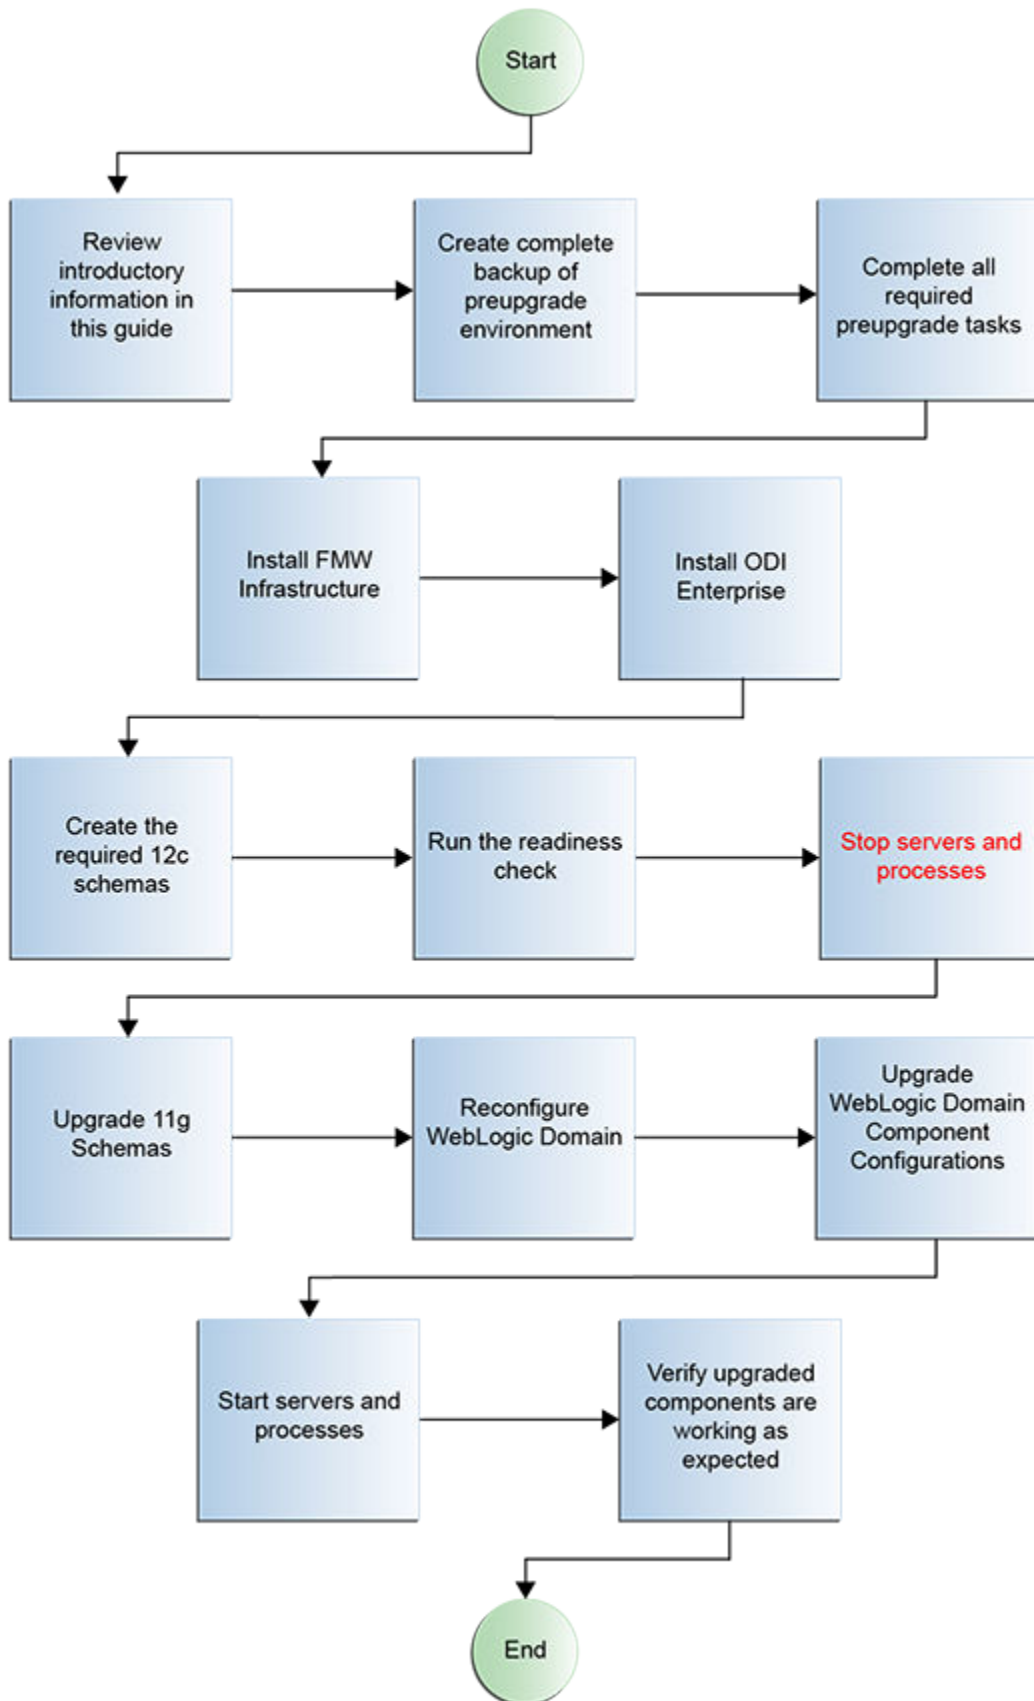 Start
Review
introductory
information in
this guide
Create complete
backup of
preupgrade
environment
Complete all
required
preupgrade tasks
Install FMW
Infrastructure
Install ODI
Enterprise
Create the
required 12c
schemas
Run the readiness
check
Stop servers and
processes
Upgrade 11g
Schemas
Reconfigure
WebLogic Domain
Upgrade
WebLogic Domain
Component
Configurations
Start servers and
processes
Verify upgraded
components are
working as
expected
End